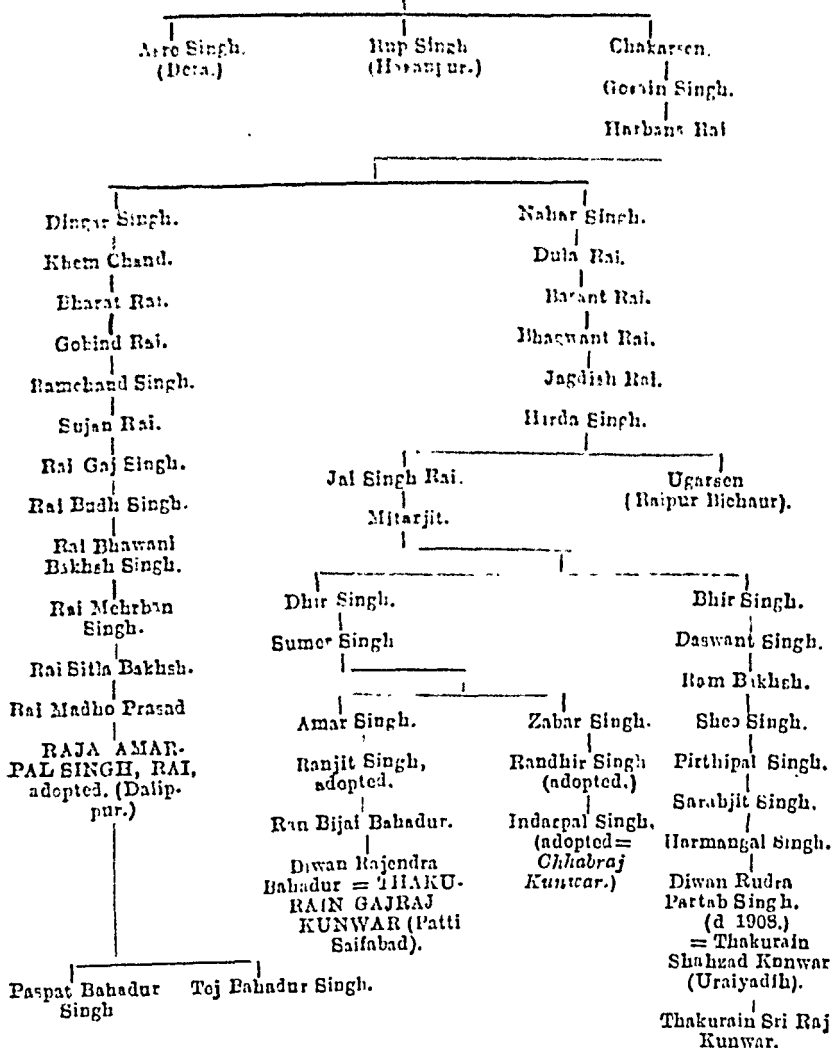 Singh.
(Dera.)
Rup Singh
(Hasanpur.)
Chakarsen.
Gosain Singh.
Harbans Rai
Dingar Singh.
Khem Chand.
Bharat Rai.
Gobind Rai.
Ramchand Singh.
Sujan Rai.
Rai Gaj Singh.
Rai Budh Singh.
Rai Bhawani
Bakhsh Singh.
Rai Mehrban
Singh.
Rai Sitla Bakhsh.
Rai Madho Prasad
RAJA AMAR-
PAL SINGH, RAI,
adopted. (Dalip-
pur.)
Paspat Bahadur
Singh
Tej Bahadur Singh.
Nahar Singh.
Dula Rai.
Basant Rai.
Bhagwant Rai.
Jagdish Rai.
Hirda Singh.
Jai Singh Rai.
Mitarjit.
Ugarsen
(Raipur Bichaur).
Dhir Singh.
Sumer Singh
Amar Singh.
Ranjit Singh,
adopted.
Ran Bijai Bahadur.
Diwan Rajendra
Bahadur = THAKU-
RAIN GAJRAJ
KUNWAR (Patti
Saifabad).
Zabar Singh.
Randhir Singh
(adopted.)
Indarpal Singh.
(adopted=
Chhabraj
Kunwar.)
Bhir Singh.
Daswant Singh.
Ram Bakhsh.
Sheo Singh.
Pirthipal Singh.
Sarabjit Singh.
Harmangal Singh.
Diwan Rudra
Partab Singh.
(d 1908.)
= Thakurain
Shahzad Kunwar
(Uraiyadih).
Thakurain Sri Raj
Kunwar.